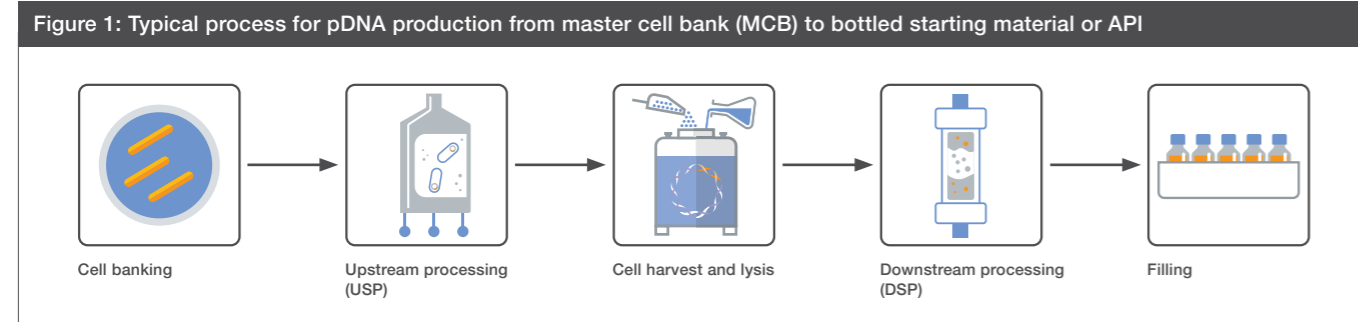 Figure 1: Typical process for pDNA production from master cell bank (MCB) to bottled starting material or API
Cell banking
Upstream processing
(USP)
Cell harvest and lysis
Downstream processing
(DSP)
Filling